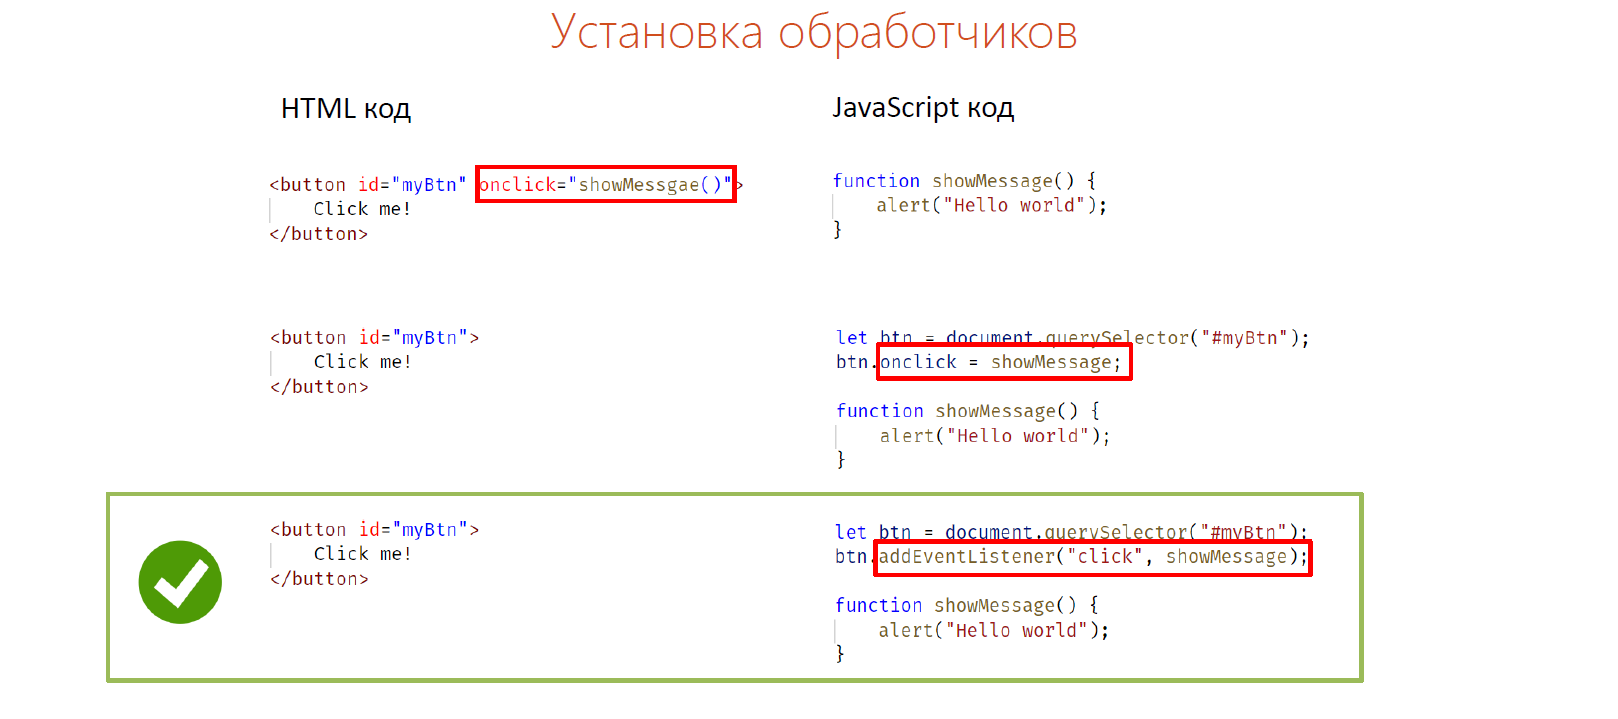 Установка обработчиков
HTML код
JavaScript код
<button id="myBtn" onclick="showMessgae()">
Click me!
</button>
function showMessage() {
alert("Hello world");
}
<button id="myBtn">
Click me!
</button>
let btn = document.querySelector("#myBtn");
btn.onclick = showMessage;
function showMessage() {
alert("Hello world");
}
<button id="myBtn">
Click me!
</button>
let btn = document.querySelector("#myBtn");
btn.addEventListener("click", showMessage);
function showMessage() {
alert("Hello world");
}